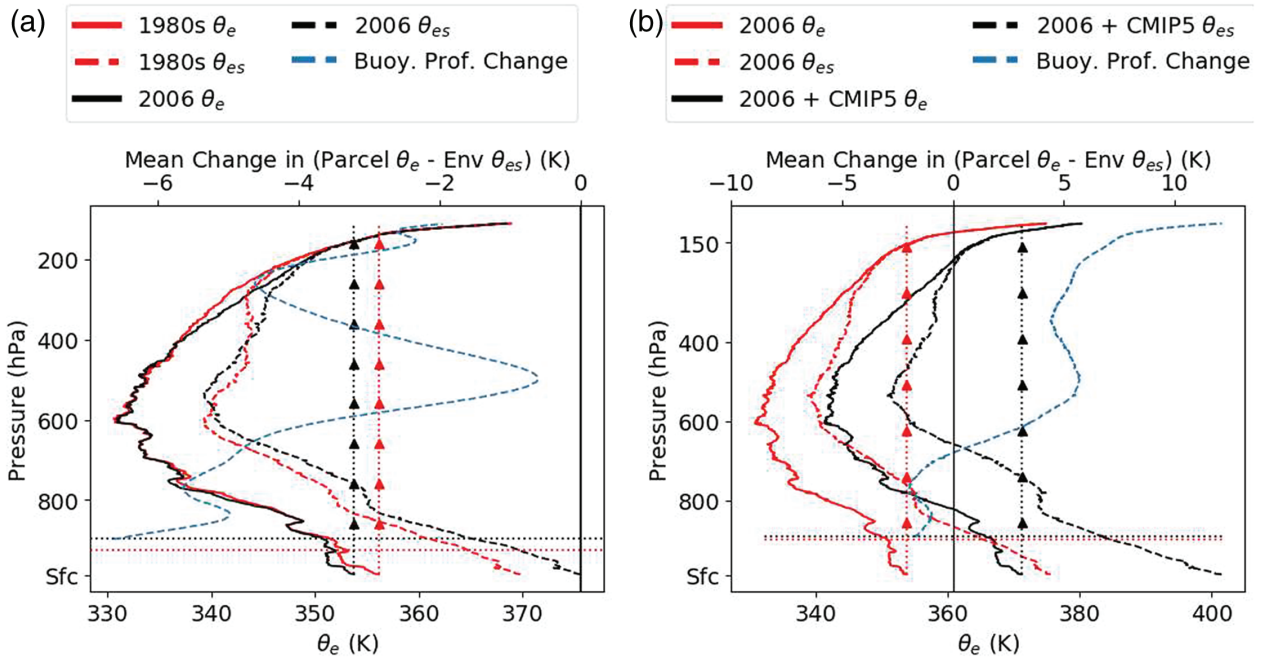 (a)
1980s θe
1980s θes
2006 θe
2006 θes
Buoy. Prof. Change
Mean Change in (Parcel θe - Env θes) (K)
−6 −4 −2 0
200
400
600
800
Sfc
Pressure (hPa)
330 340 350 360 370
θe (K)
(b)
2006 θe
2006 θes
2006 + CMIP5 θe
2006 + CMIP5 θes
Buoy. Prof. Change
Mean Change in (Parcel θe - Env θes) (K)
−10 −5 0 5 10
150
400
600
800
Sfc
Pressure (hPa)
340 360 380 400
θe (K)